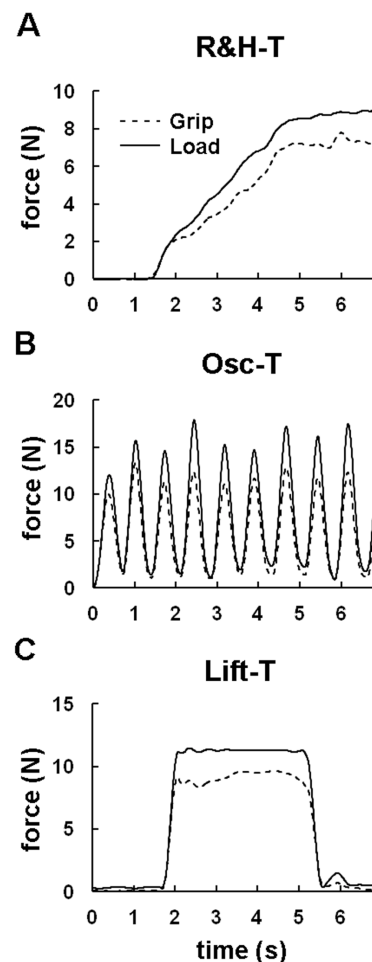 A
R&H-T
10
8
6
4
2
0
force (N)
Grip
Load
0 1 2 3 4 5 6
B
Osc-T
20
15
10
5
0
force (N)
0 1 2 3 4 5 6
C
Lift-T
15
10
5
0
force (N)
0 1 2 3 4 5 6
time (s)